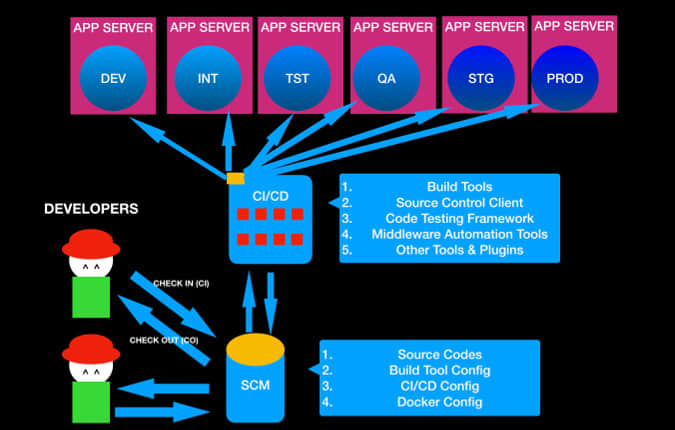 APP SERVER APP SERVER APP SERVER APP SERVER APP SERVER APP SERVER
DEV INT TST QA STG PROD
CI/CD
1. Build Tools
2. Source Control Client
3. Code Testing Framework
4. Middleware Automation Tools
5. Other Tools & Plugins
DEVELOPERS
CHECK IN (CI)
CHECK OUT (CO)
SCM
1. Source Codes
2. Build Tool Config
3. CI/CD Config
4. Docker Config